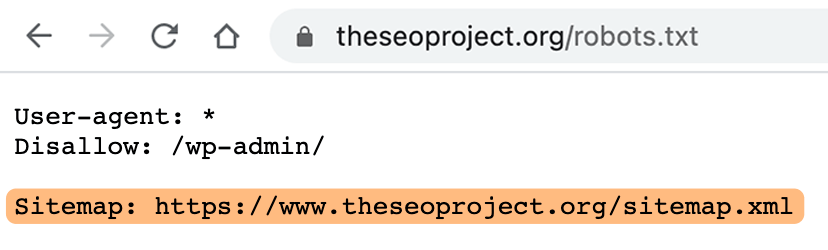 theseoproject.org/robots.txt
User-agent: *
Disallow: /wp-admin/
Sitemap: https://www.theseoproject.org/sitemap.xml